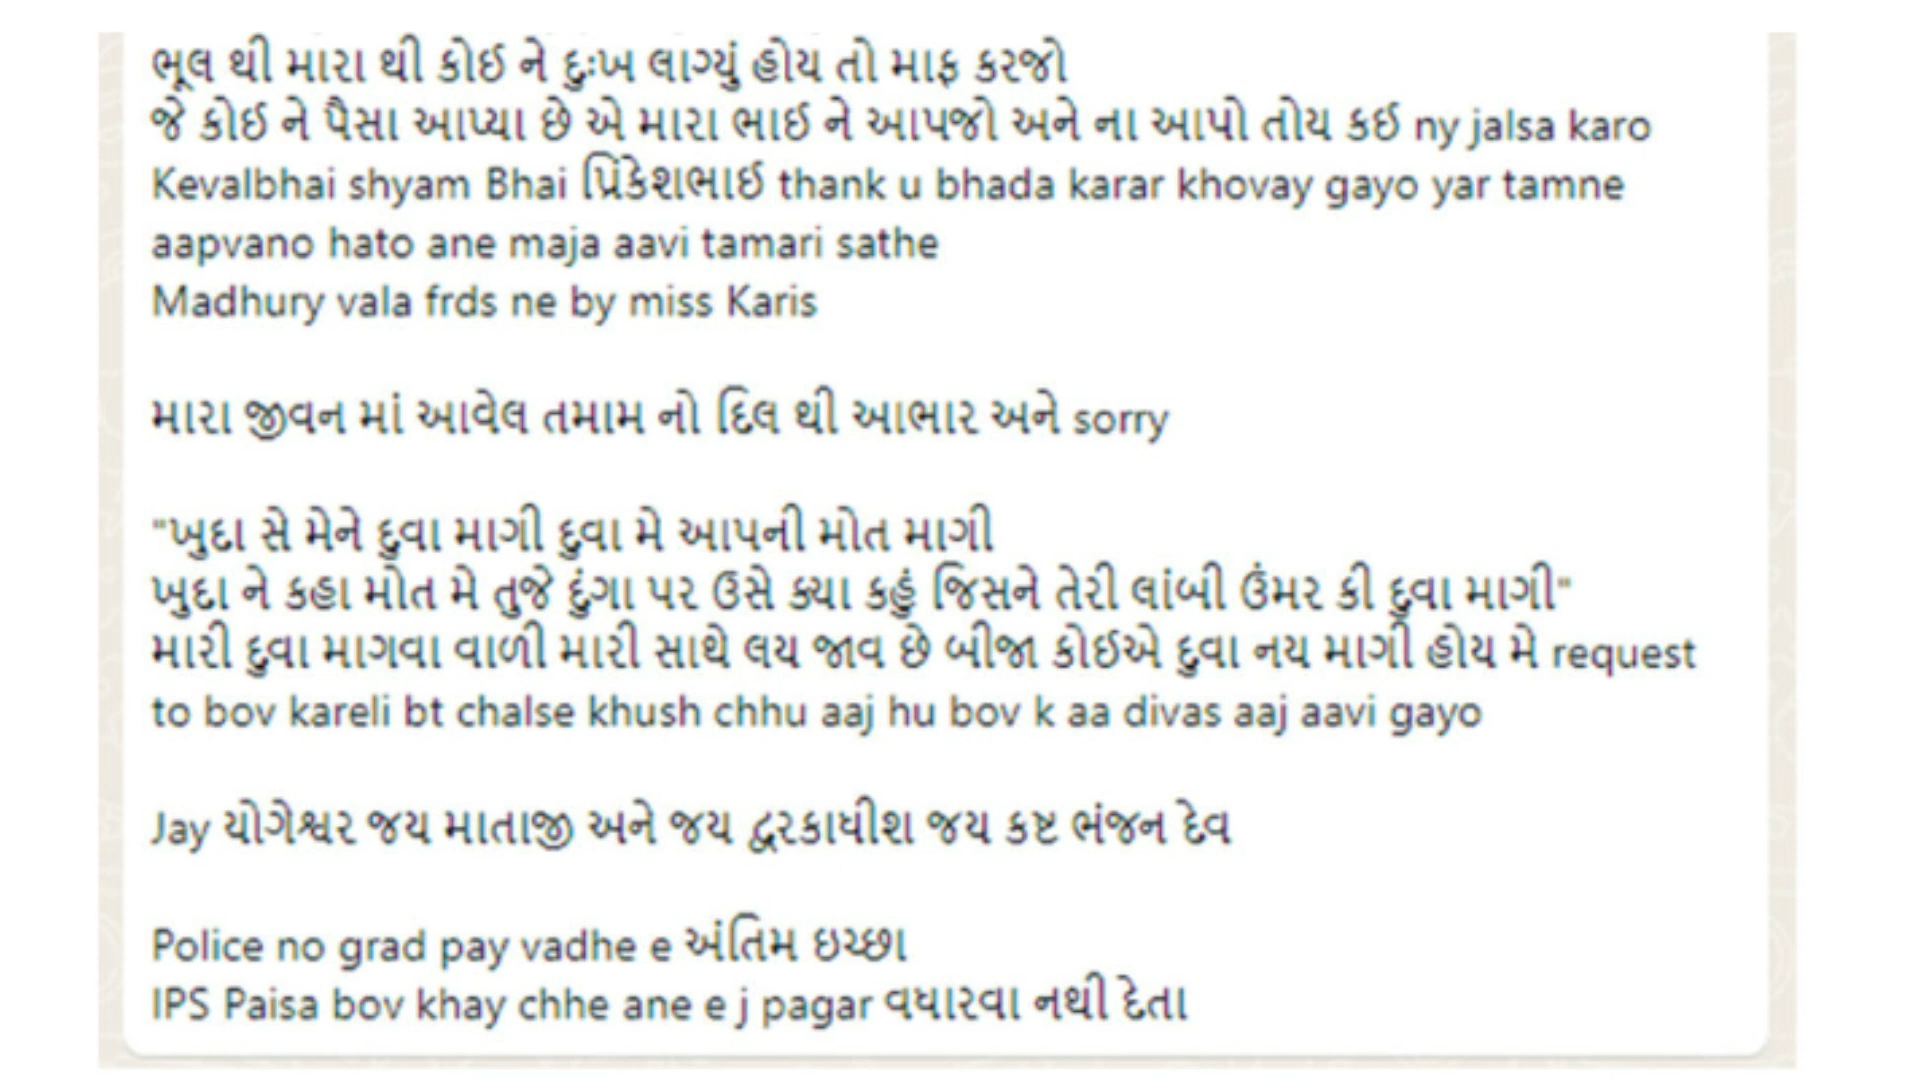 ભૂલ થી મારા થી કોઈ ને દુઃખ લાગ્યું હોય તો માફ કરજો
જે કોઈ ને પૈસા આપ્યા છે એ મારા ભાઈ ને આપજો અને ના આપો તોય કઈ ny jalsa karo
Kevalbhai shyam Bhai પ્રિંકેશભાઈ thank u bhada karar khovay gayo yar tamne
aapvano hato ane maja aavi tamari sathe
Madhury vala frds ne by miss Karis
મારા જીવન માં આવેલ તમામ નો દિલ થી આભાર અને sorry
"ખુદા સે મેને દુવા માગી દુવા મે આપની મોત માગી
ખુદા ને કહા મોત મે તુજે દુંગા પર ઉસે ક્યા કહું જિસને તેરી લાંબી ઉંમર કી દુવા માગી"
મારી દુવા માગવા વાળી મારી સાથે લય જાવ છે બીજા કોઈએ દુવા નય માગી હોય મે request
to bov kareli bt chalse khush chhu aaj hu bov k aa divas aaj aavi gayo
Jay યોગેશ્વર જય માતાજી અને જય દ્વરકાધીશ જય કષ્ટ ભંજન દેવ
Police no grad pay vadhe e અંતિમ ઇચ્છા
IPS Paisa bov khay chhe ane e j pagar વધારવા નથી દેતા